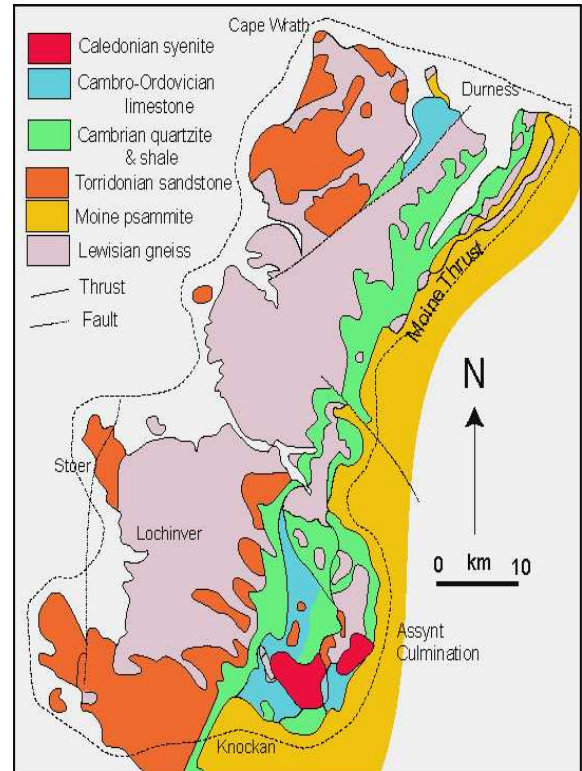 Cape Wrath
Caledonian syenite
Cambro-Ordovician
limestone
Durness
Cambrian quartzite
& shale
Torridonian sandstone
Moine psammite
Lewisian gneiss
Thrust
Fault
Moine Thrust
N
Stoer
Lochinver
0 km 10
Assynt
Culmination
Knockan